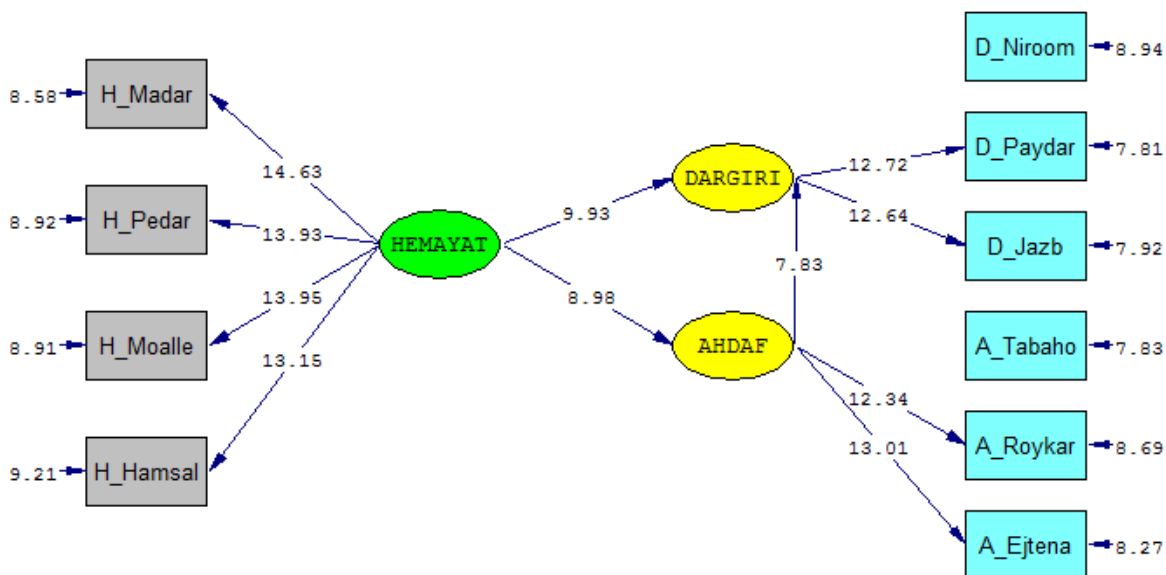 D_Niroom
8.94
8.58
H_Madar
D_Paydar
7.81
14.63
12.72
DARGIRI
12.64
8.92
H_Pedar
13.93
9.93
HEMAYAT
D_Jazb
7.92
7.83
13.95
8.98
8.91
H_Moalle
AHDAF
A_Tabaho
7.83
13.15
12.34
13.01
A_Roykar
8.69
9.21
H_Hamsal
A_Ejtena
8.27